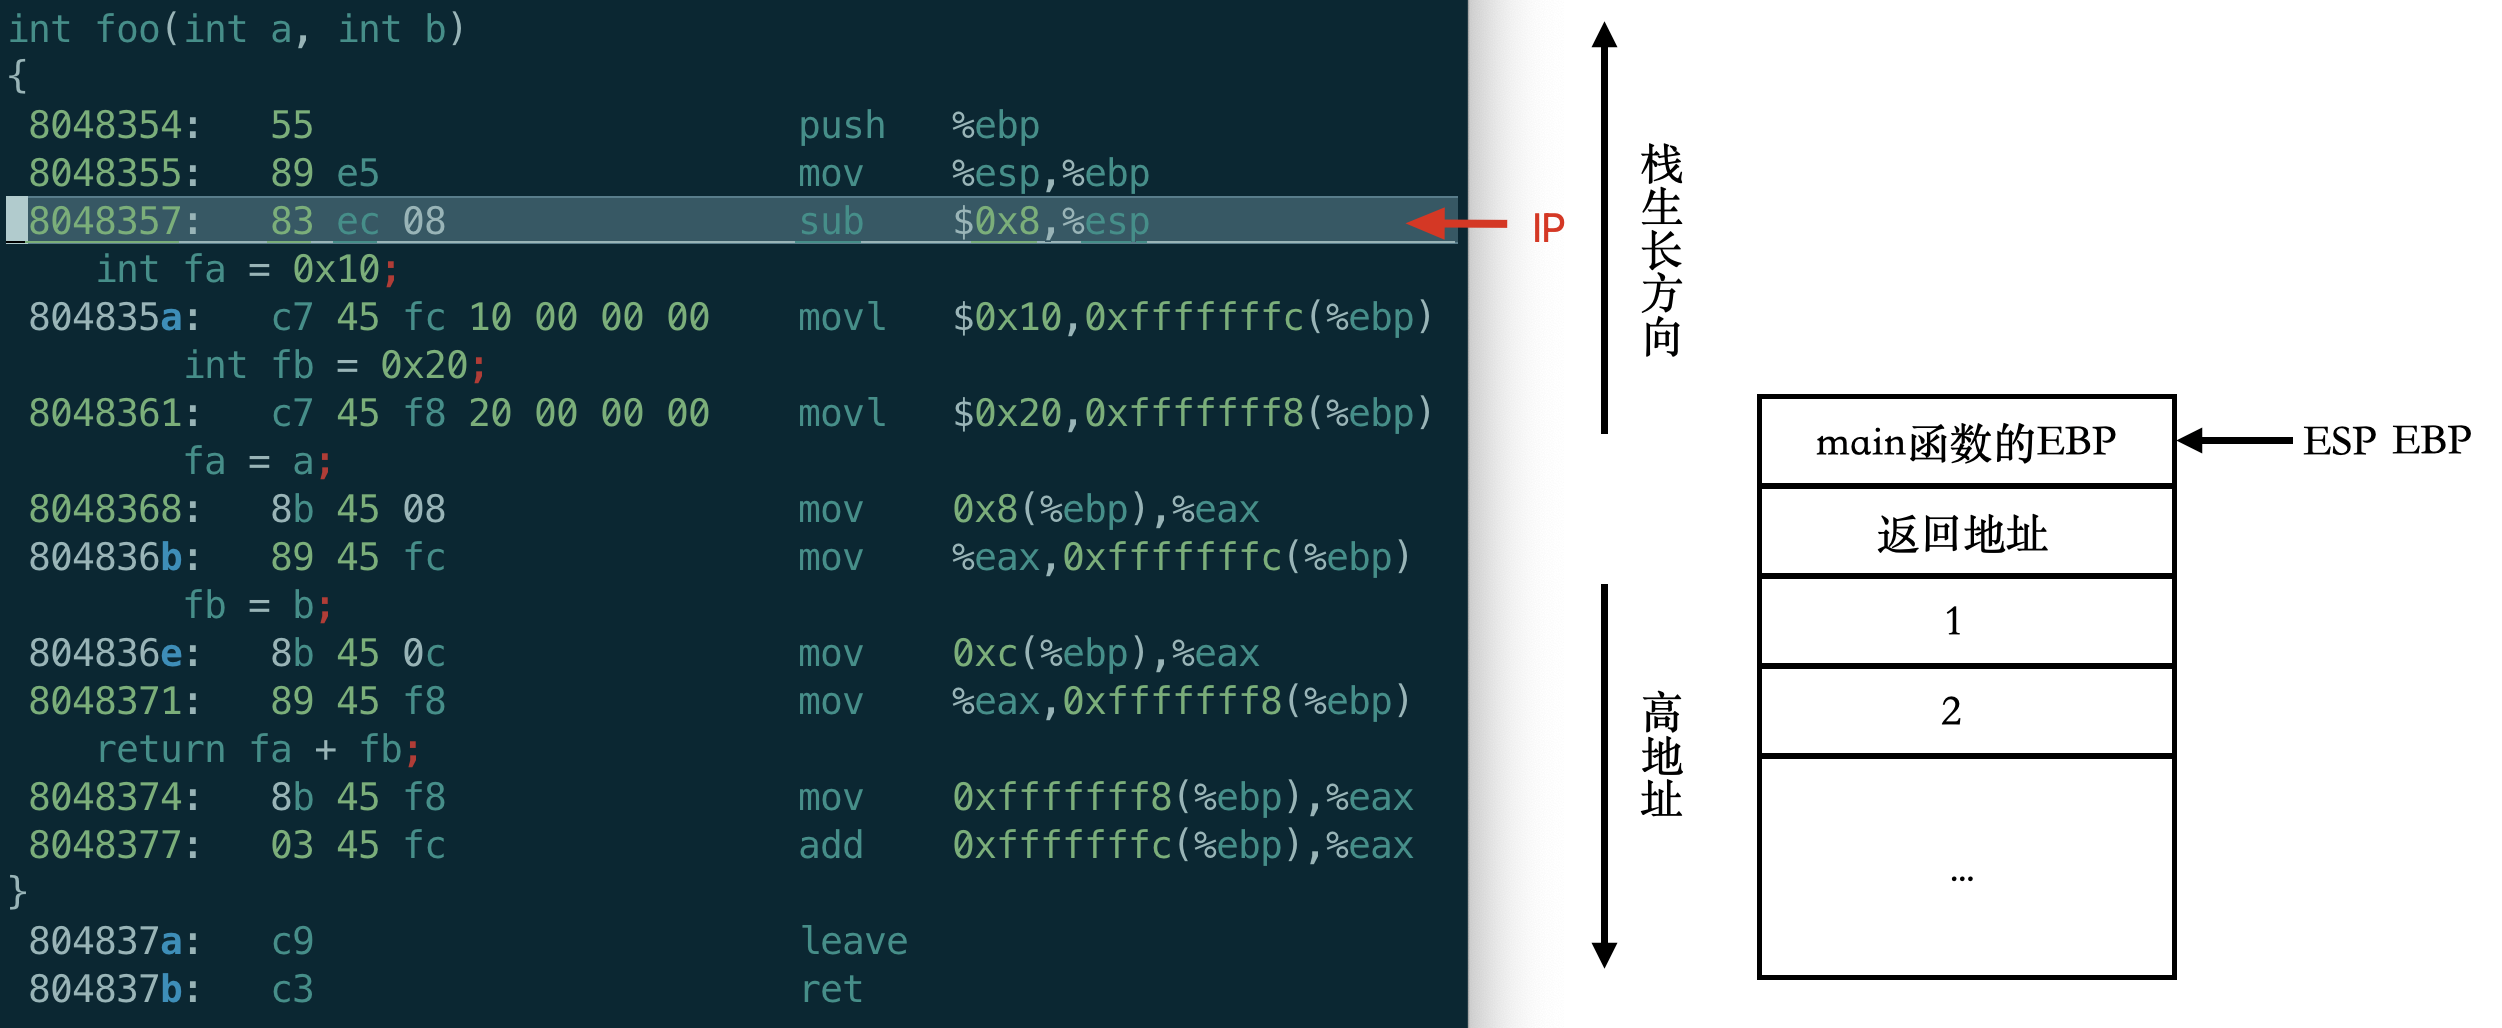 int foo(int a, int b)
{
8048354: 55 push %ebp
8048355: 89 e5 mov %esp,%ebp
8048357: 83 ec 08 sub $0x8,%esp
int fa = 0x10;
804835a: c7 45 fc 10 00 00 00 movl $0x10,0xfffffffc(%ebp)
int fb = 0x20;
8048361: c7 45 f8 20 00 00 00 movl $0x20,0xfffffff8(%ebp)
fa = a;
8048368: 8b 45 08 mov 0x8(%ebp),%eax
804836b: 89 45 fc mov %eax,0xfffffffc(%ebp)
fb = b;
804836e: 8b 45 0c mov 0xc(%ebp),%eax
8048371: 89 45 f8 mov %eax,0xfffffff8(%ebp)
return fa + fb;
8048374: 8b 45 f8 mov 0xfffffff8(%ebp),%eax
8048377: 03 45 fc add 0xfffffffc(%ebp),%eax
}
804837a: c9 leave
804837b: c3 ret
IP
栈生长方向
高地址
main函数的EBP
ESP EBP
返回地址
1
2
...